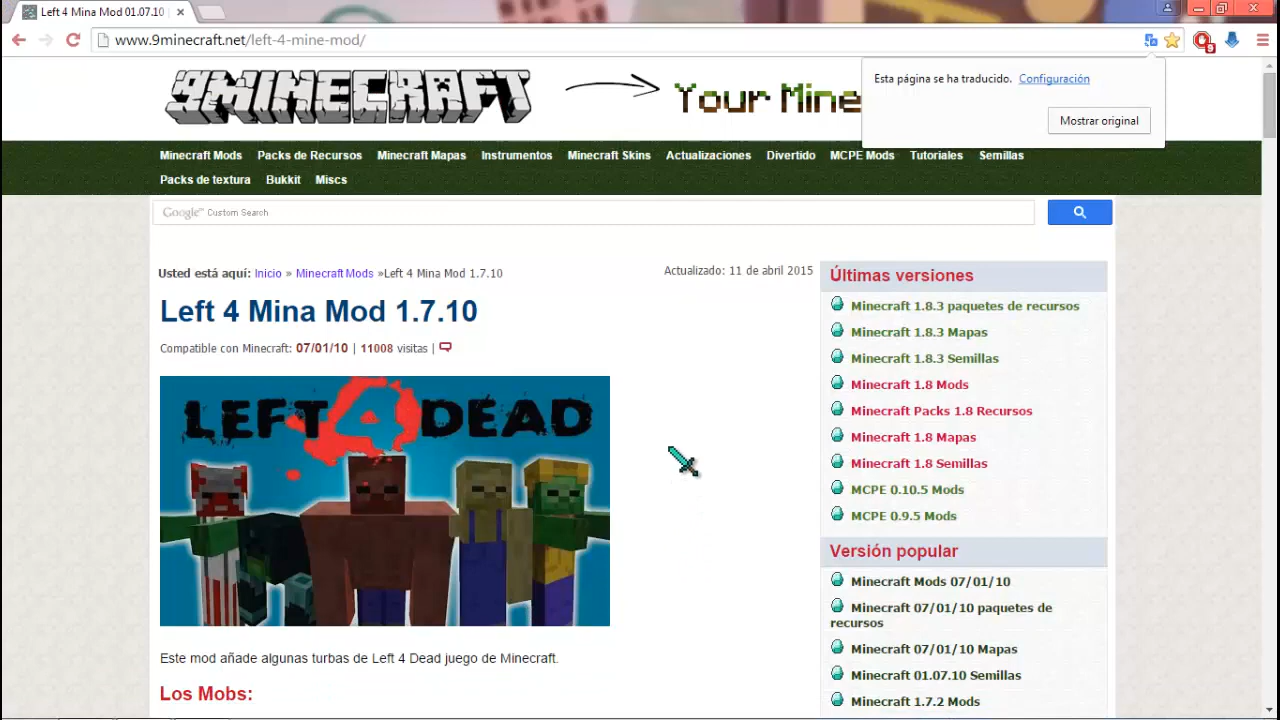 Left 4 Mina Mod 01.07.10
www.9minecraft.net/left-4-mine-mod/
9
Esta página se ha traducido. Configuración
Mostrar original
9MINECRAFT
Your Mine
Minecraft Mods Packs de Recursos Minecraft Mapas Instrumentos Minecraft Skins Actualizaciones Divertido MCPE Mods Tutoriales Semillas
Packs de textura Bukkit Miscs
Google™ Custom Search
Usted está aquí: Inicio » Minecraft Mods »Left 4 Mina Mod 1.7.10
Actualizado: 11 de abril 2015
Left 4 Mina Mod 1.7.10
Compatible con Minecraft: 07/01/10 | 11008 visitas |
LEFT 4 DEAD
Este mod añade algunas turbas de Left 4 Dead juego de Minecraft.
Los Mobs:
Últimas versiones
Minecraft 1.8.3 paquetes de recursos
Minecraft 1.8.3 Mapas
Minecraft 1.8.3 Semillas
Minecraft 1.8 Mods
Minecraft Packs 1.8 Recursos
Minecraft 1.8 Mapas
Minecraft 1.8 Semillas
MCPE 0.10.5 Mods
MCPE 0.9.5 Mods
Versión popular
Minecraft Mods 07/01/10
Minecraft 07/01/10 paquetes de
recursos
Minecraft 07/01/10 Mapas
Minecraft 01.07.10 Semillas
Minecraft 1.7.2 Mods